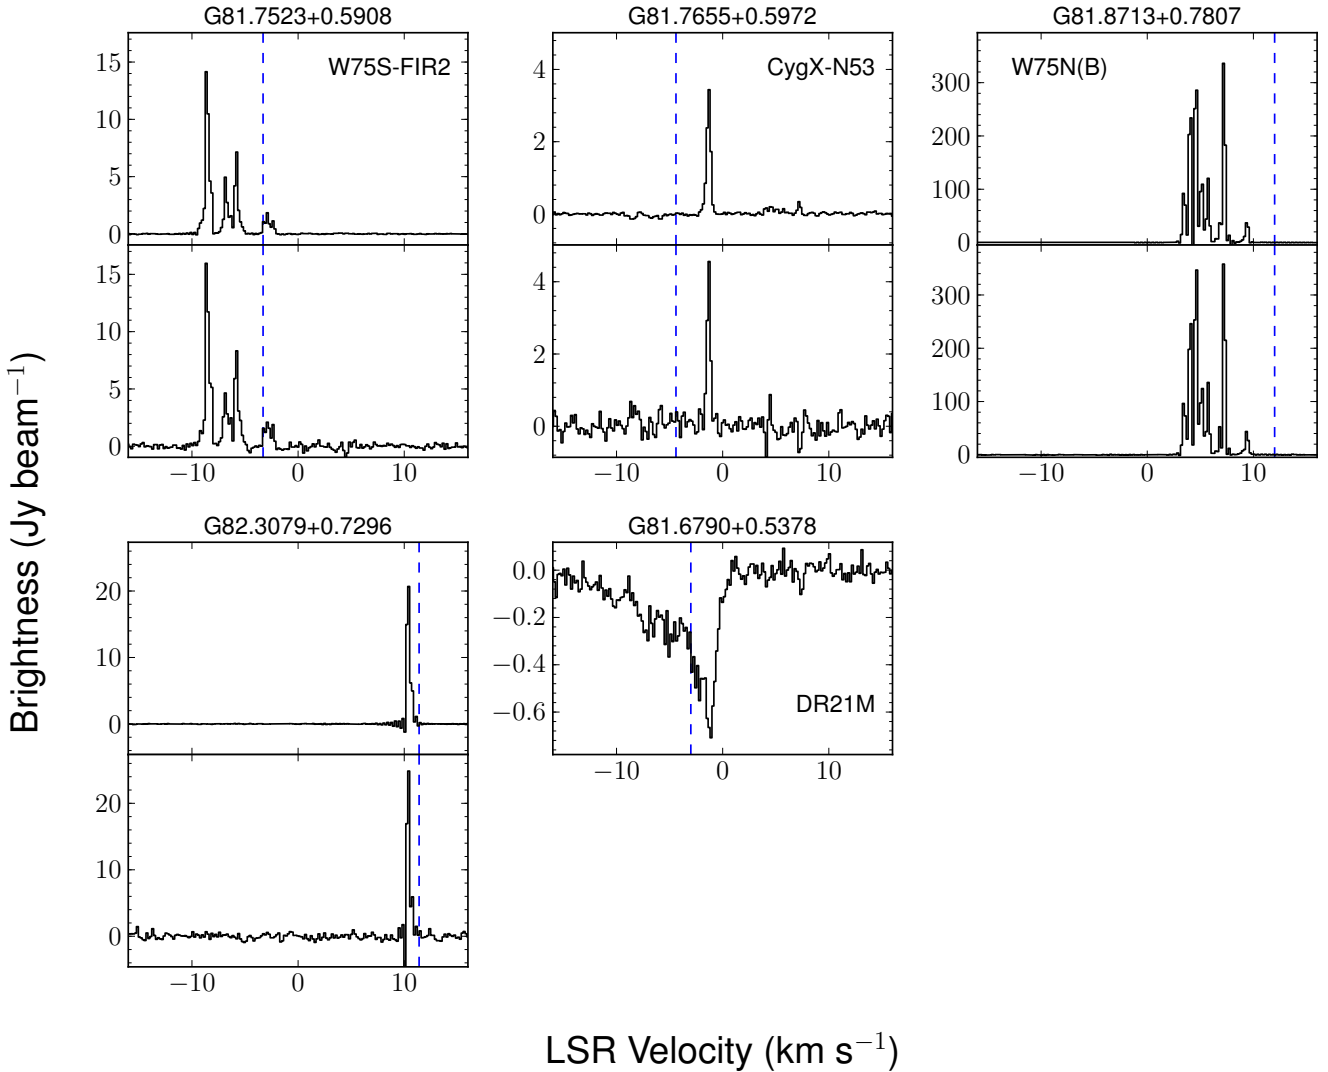 G81.7523+0.5908
G81.7655+0.5972
G81.8713+0.7807
W75S-FIR2
CygX-N53
W75N(B)
15
10
5
0
4
2
0
300
200
100
0
15
10
5
0
4
2
0
300
200
100
0
−10 0 10
−10 0 10
−10 0 10
G82.3079+0.7296
G81.6790+0.5378
20
10
0
0.0
−0.2
−0.4
−0.6
DR21M
−10 0 10
20
10
0
−10 0 10
Brightness (Jy beam⁻¹)
LSR Velocity (km s⁻¹)